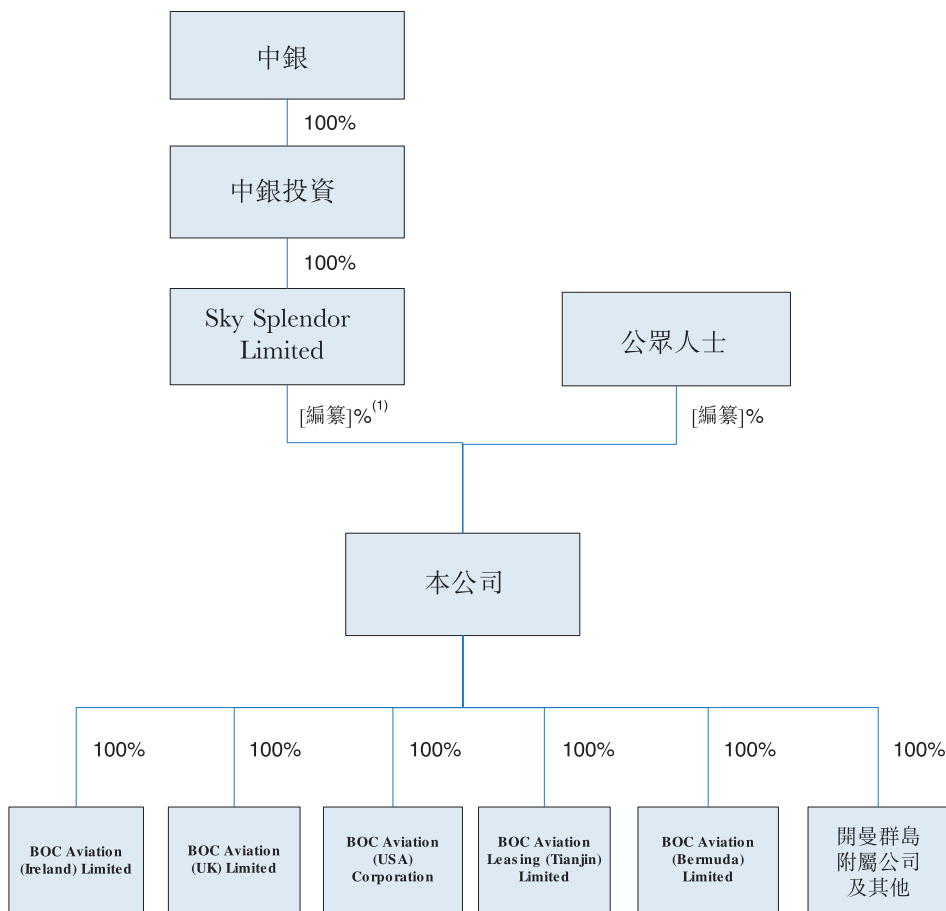 中銀
100%
中銀投資
100%
Sky Splendor
Limited
公眾人士
[編纂]%(1)
[編纂]%
本公司
100%
100%
100%
100%
100%
100%
BOC Aviation
(Ireland) Limited
BOC Aviation
(UK) Limited
BOC Aviation
(USA)
Corporation
BOC Aviation
Leasing (Tianjin)
Limited
BOC Aviation
(Bermuda)
Limited
開曼群島
附屬公司
及其他